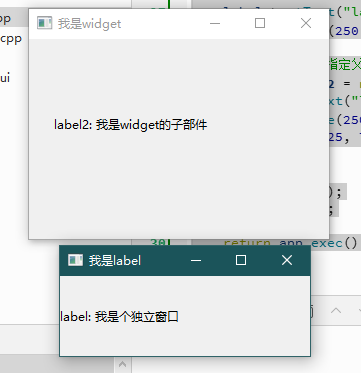 pp
cpp
ui
我是widget
label2: 我是widget的子部件
我是label
label: 我是个独立窗口
(250
指定父
2 =
xt("
e(250
25,
);
;
30
return app.exec()